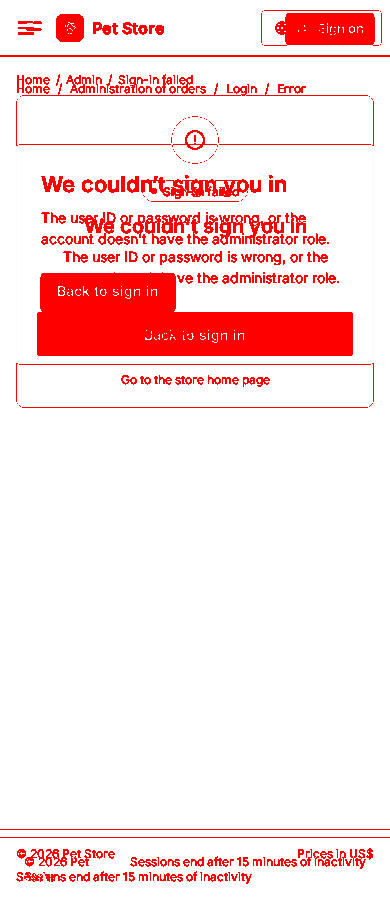 Pet Store
Sign on
Home / Admin / Sign-in failed
Home / Administration of orders / Login / Error
We couldn't sign you in
Sign-in failed
The user ID or password is wrong, or the
We couldn't sign you in
account doesn't have the administrator role.
The user ID or password is wrong, or the
have the administrator role.
Back to sign in
Back to sign in
Go to the store home page
© 2026 Pet Store
Prices in US$
© 2026 Pet
Sessions end after 15 minutes of inactivity
Sessions end after 15 minutes of inactivity